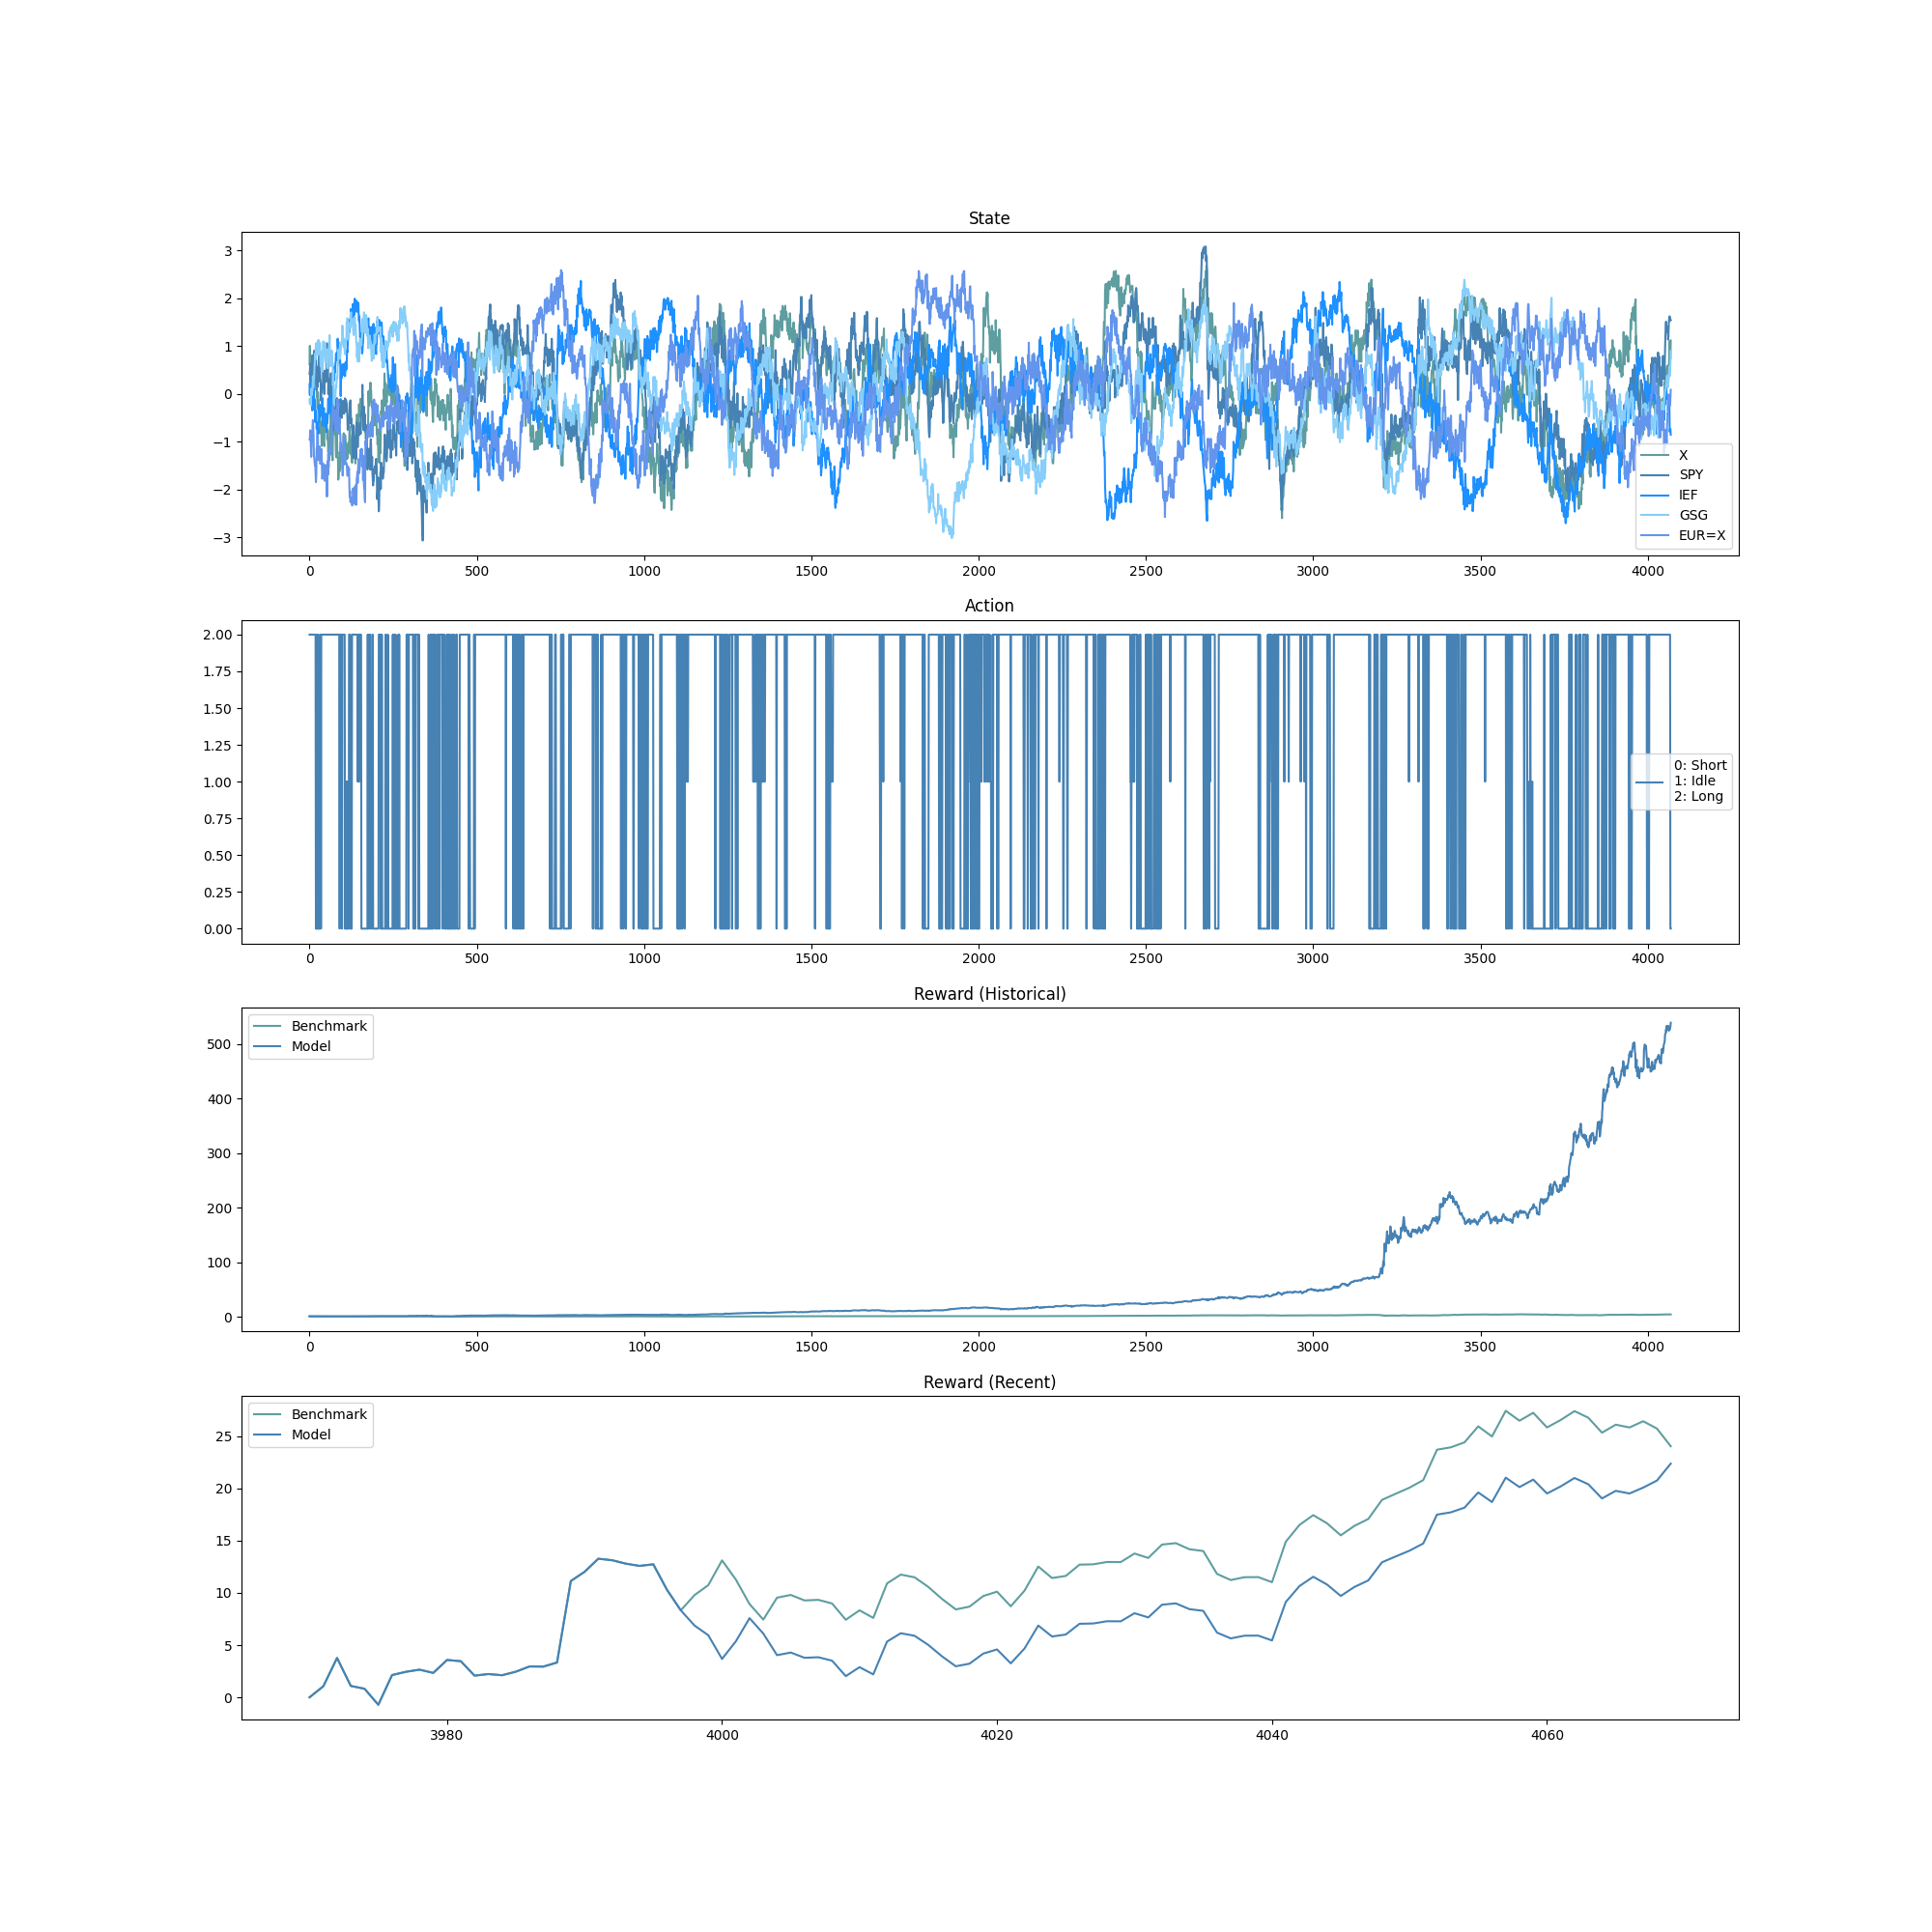 State
3
2
1
0
−1
−2
−3
X
SPY
IEF
GSG
EUR=X
0 500 1000 1500 2000 2500 3000 3500 4000
Action
2.00
1.75
1.50
1.25
1.00
0.75
0.50
0.25
0.00
0: Short
1: Idle
2: Long
0 500 1000 1500 2000 2500 3000 3500 4000
Reward (Historical)
Benchmark
Model
500
400
300
200
100
0
0 500 1000 1500 2000 2500 3000 3500 4000
Reward (Recent)
Benchmark
Model
25
20
15
10
5
0
3980 4000 4020 4040 4060